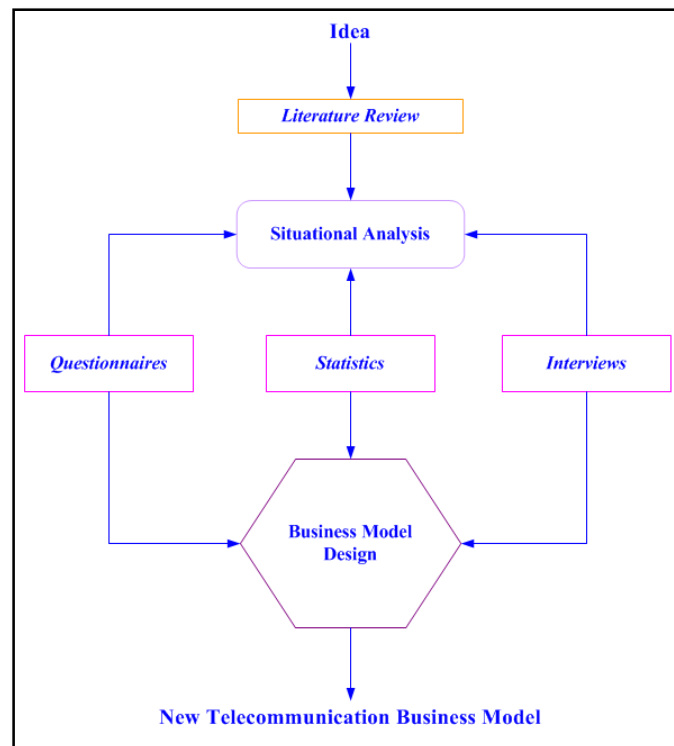 Idea
Literature Review
Situational Analysis
Questionnaires
Statistics
Interviews
Business Model
Design
New Telecommunication Business Model